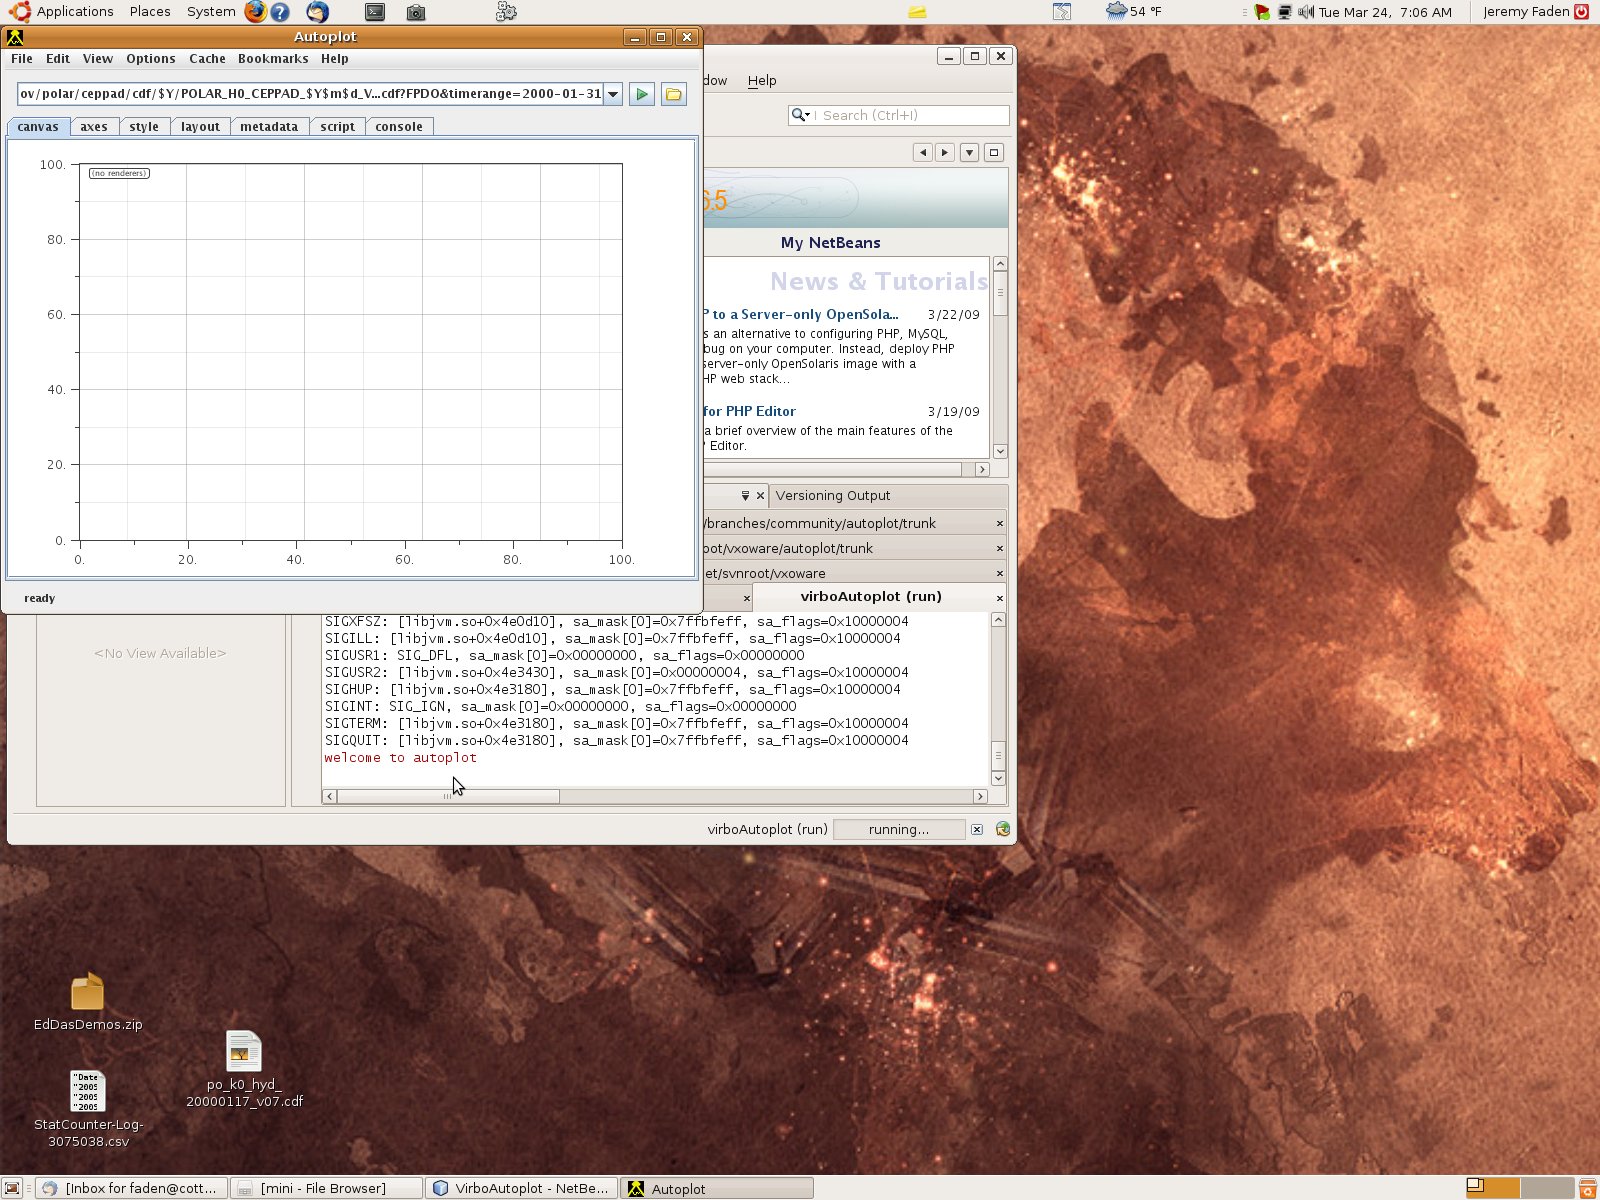 Applications Places System
54 °F
Tue Mar 24, 7:06 AM
Jeremy Faden
Autoplot
File Edit View Options Cache Bookmarks Help
ov/polar/ceppad/cdf/$Y/POLAR_H0_CEPPAD_$Y$m$d_V...cdf?FPDO&timerange=2000-01-31
canvas axes style layout metadata script console
(no renderers)
100.
80.
60.
40.
20.
0.
0. 20. 40. 60. 80. 100.
ready
dow Help
Search (Ctrl+I)
6.5
My NetBeans
News & Tutorials
P to a Server-only OpenSola... 3/22/09
s an alternative to configuring PHP, MySQL,
bug on your computer. Instead, deploy PHP
server-only OpenSolaris image with a
HP web stack...
for PHP Editor 3/19/09
a brief overview of the main features of the
P Editor.
Versioning Output
/branches/community/autoplot/trunk
oot/vxoware/autoplot/trunk
et/svnroot/vxoware
virboAutoplot (run)
<No View Available>
SIGXFSZ: [libjvm.so+0x4e0d10], sa_mask[0]=0x7ffbfeff, sa_flags=0x10000004
SIGILL: [libjvm.so+0x4e0d10], sa_mask[0]=0x7ffbfeff, sa_flags=0x10000004
SIGUSR1: SIG_DFL, sa_mask[0]=0x00000000, sa_flags=0x00000000
SIGUSR2: [libjvm.so+0x4e3430], sa_mask[0]=0x00000004, sa_flags=0x10000004
SIGHUP: [libjvm.so+0x4e3180], sa_mask[0]=0x7ffbfeff, sa_flags=0x10000004
SIGINT: SIG_IGN, sa_mask[0]=0x00000000, sa_flags=0x00000000
SIGTERM: [libjvm.so+0x4e3180], sa_mask[0]=0x7ffbfeff, sa_flags=0x10000004
SIGQUIT: [libjvm.so+0x4e3180], sa_mask[0]=0x7ffbfeff, sa_flags=0x10000004
welcome to autoplot
virboAutoplot (run) running...
EdDasDemos.zip
po_k0_hyd_
20000117_v07.cdf
"Date
"2005
"2005
"2005
StatCounter-Log-
3075038.csv
[Inbox for faden@cott... [mini - File Browser] VirboAutoplot - NetBe... Autoplot